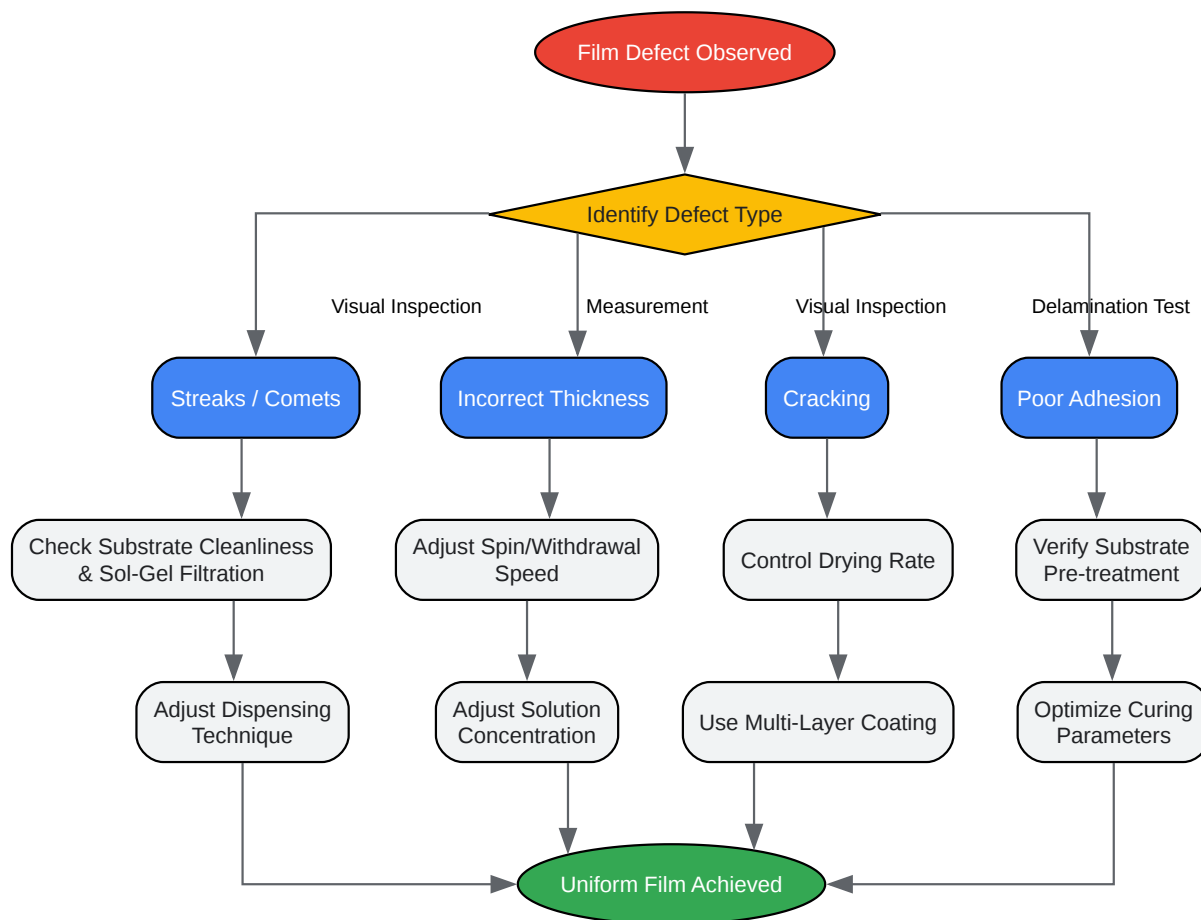 Film Defect Observed
Identify Defect Type
Visual Inspection
Measurement
Visual Inspection
Delamination Test
Streaks / Comets
Incorrect Thickness
Cracking
Poor Adhesion
Check Substrate Cleanliness
& Sol-Gel Filtration
Adjust Spin/Withdrawal
Speed
Control Drying Rate
Verify Substrate
Pre-treatment
Adjust Dispensing
Technique
Adjust Solution
Concentration
Use Multi-Layer Coating
Optimize Curing
Parameters
Uniform Film Achieved